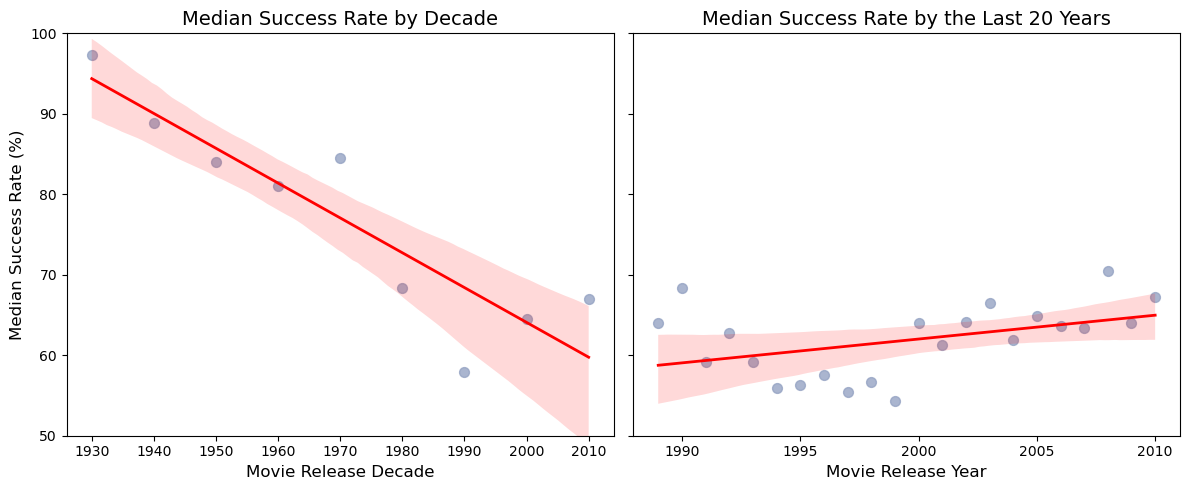 Median Success Rate by Decade
Median Success Rate by the Last 20 Years
Median Success Rate (%)
100
90
80
70
60
50
1930 1940 1950 1960 1970 1980 1990 2000 2010
1990 1995 2000 2005 2010
Movie Release Decade
Movie Release Year